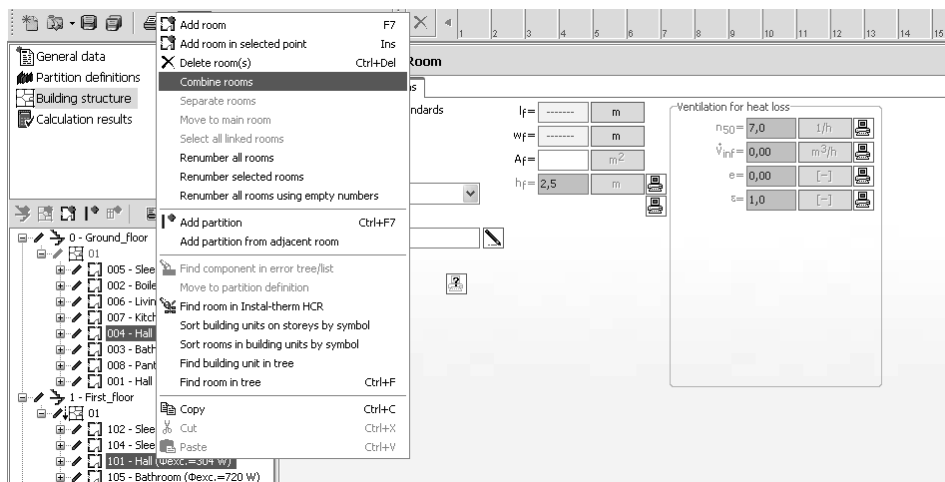 1 2 3 4 5 6 7 8 9 10 11 12 13 14 15
General data
Partition definitions
Building structure
Calculation results
Add room F7
Add room in selected point Ins
Delete room(s) Ctrl+Del
Combine rooms
Separate rooms
Move to main room
Select all linked rooms
Renumber all rooms
Renumber selected rooms
Renumber all rooms using empty numbers
Add partition Ctrl+F7
Add partition from adjacent room
Find component in error tree/list
Move to partition definition
Find room in Instal-therm HCR
Sort building units on storeys by symbol
Sort rooms in building units by symbol
Find building unit in tree
Find room in tree Ctrl+F
Copy Ctrl+C
Cut Ctrl+X
Paste Ctrl+V
Room
ns
ndards
lf= ------- m
wf= ------- m
Af= m2
hf= 2,5 m
Ventilation for heat loss
n50= 7,0 1/h
V̇inf= 0,00 m3/h
e= 0,00 [-]
ε= 1,0 [-]
0 - Ground_floor
01
005 - Slee
002 - Boile
006 - Livin
007 - Kitch
004 - Hall
003 - Bath
008 - Pant
001 - Hall
1 - First_floor
01
102 - Slee
104 - Slee
101 - Hall (Φexc.=304 W)
105 - Bathroom (Φexc.=720 W)